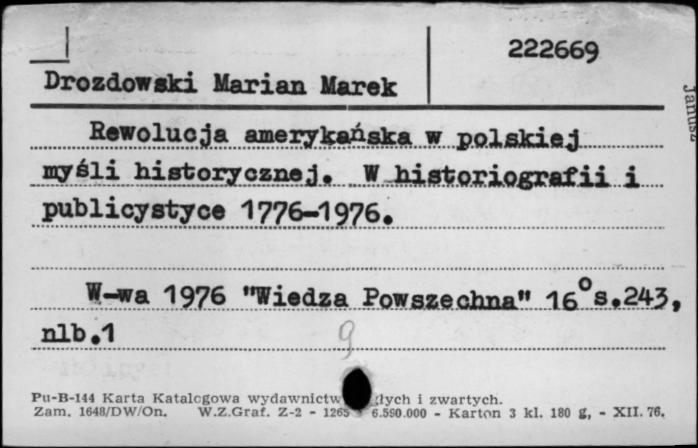 222669
Drozdowski Marian Marek
Rewolucja amerykańska w polskiej
myśli historycznej. W historiografii i
publicystyce 1776-1976.
W-wa 1976 "Wiedza Powszechna" 16° s.243,
nlb.1
9
Pu-B-144 Karta Katalogowa wydawnictw i zwartych.
Zam. 1648/DW/On. W.Z.Graf. Z-2 - 1265 6.590.000 - Karton 3 kl. 180 g, - XII. 76.
Janusz